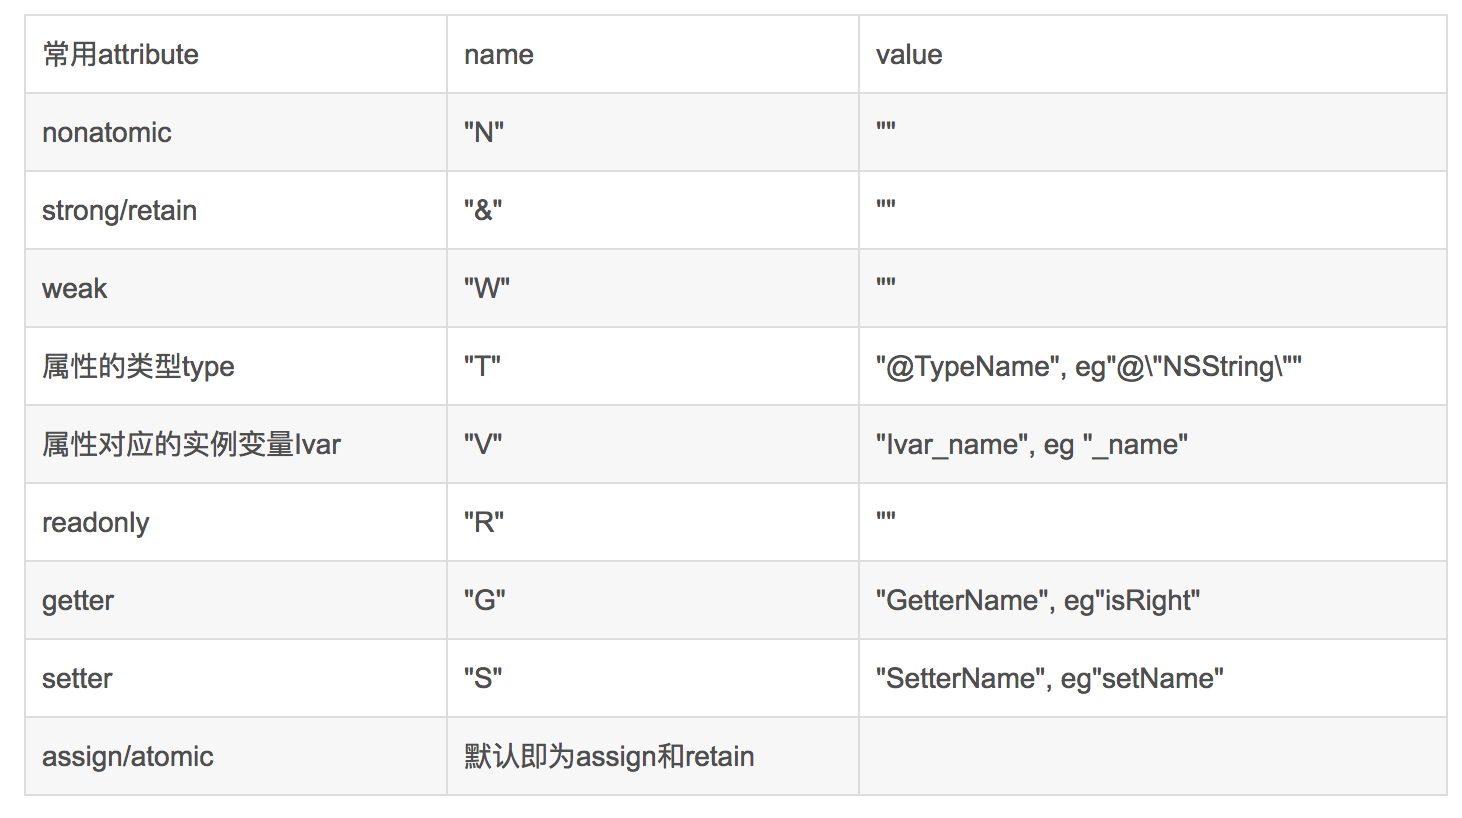 常用attribute name value
nonatomic "N" ""
strong/retain "&" ""
weak "W" ""
属性的类型type "T" "@TypeName", eg"@\"NSString\""
属性对应的实例变量Ivar "V" "Ivar_name", eg "_name"
readonly "R" ""
getter "G" "GetterName", eg"isRight"
setter "S" "SetterName", eg"setName"
assign/atomic 默认即为assign和retain